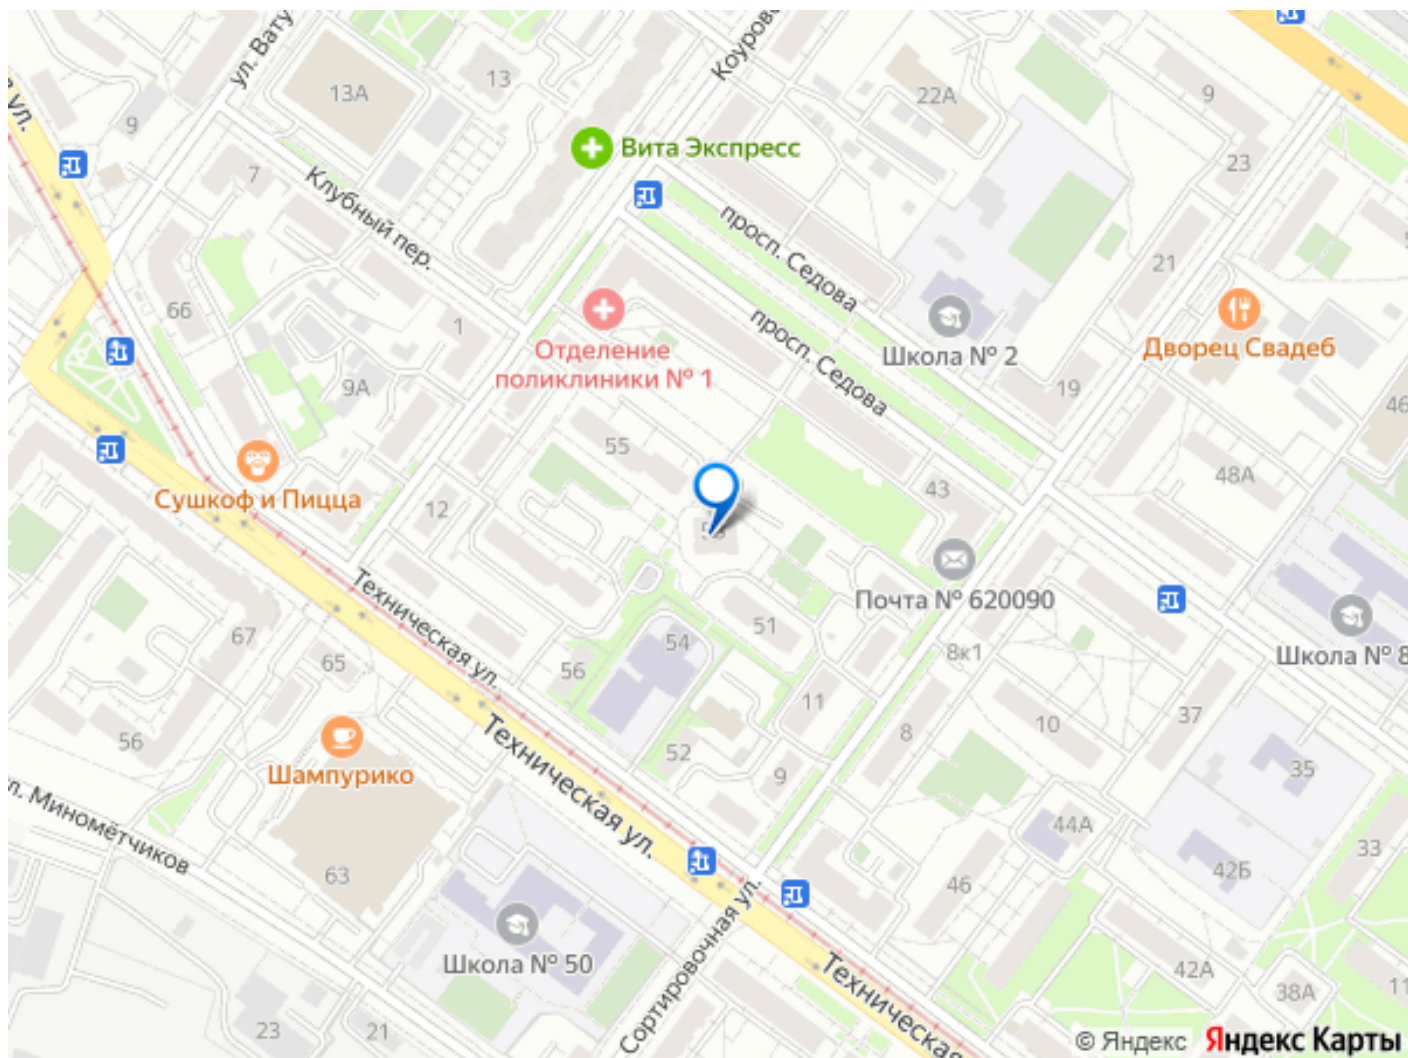 ул. Вату
Коуровс
13
13А
22А
9
9
ул.
Вита Экспресс
23
7
Клубный пер.
просп. Седова
21
66
1
просп. Седова
Школа № 2
Дворец Свадеб
Отделение
поликлиники № 1
9А
19
46
55
48А
Сушкоф и Пицца
12
43
Почта № 620090
Техническая ул.
51
67
54
8к1
Школа № 8
65
56
11
37
56
10
8
Техническая ул.
52
Шампурико
9
35
л. Минометчиков
44А
33
63
42Б
46
Школа № 50
Сортировочная ул.
Техническая
42А
38А
11
23
21
© Яндекс Яндекс Карты